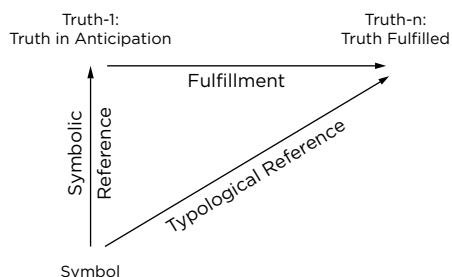 Truth-1:
Truth in Anticipation
Truth-n:
Truth Fulfilled
Fulfillment
Symbolic
Reference
Typological Reference
Symbol